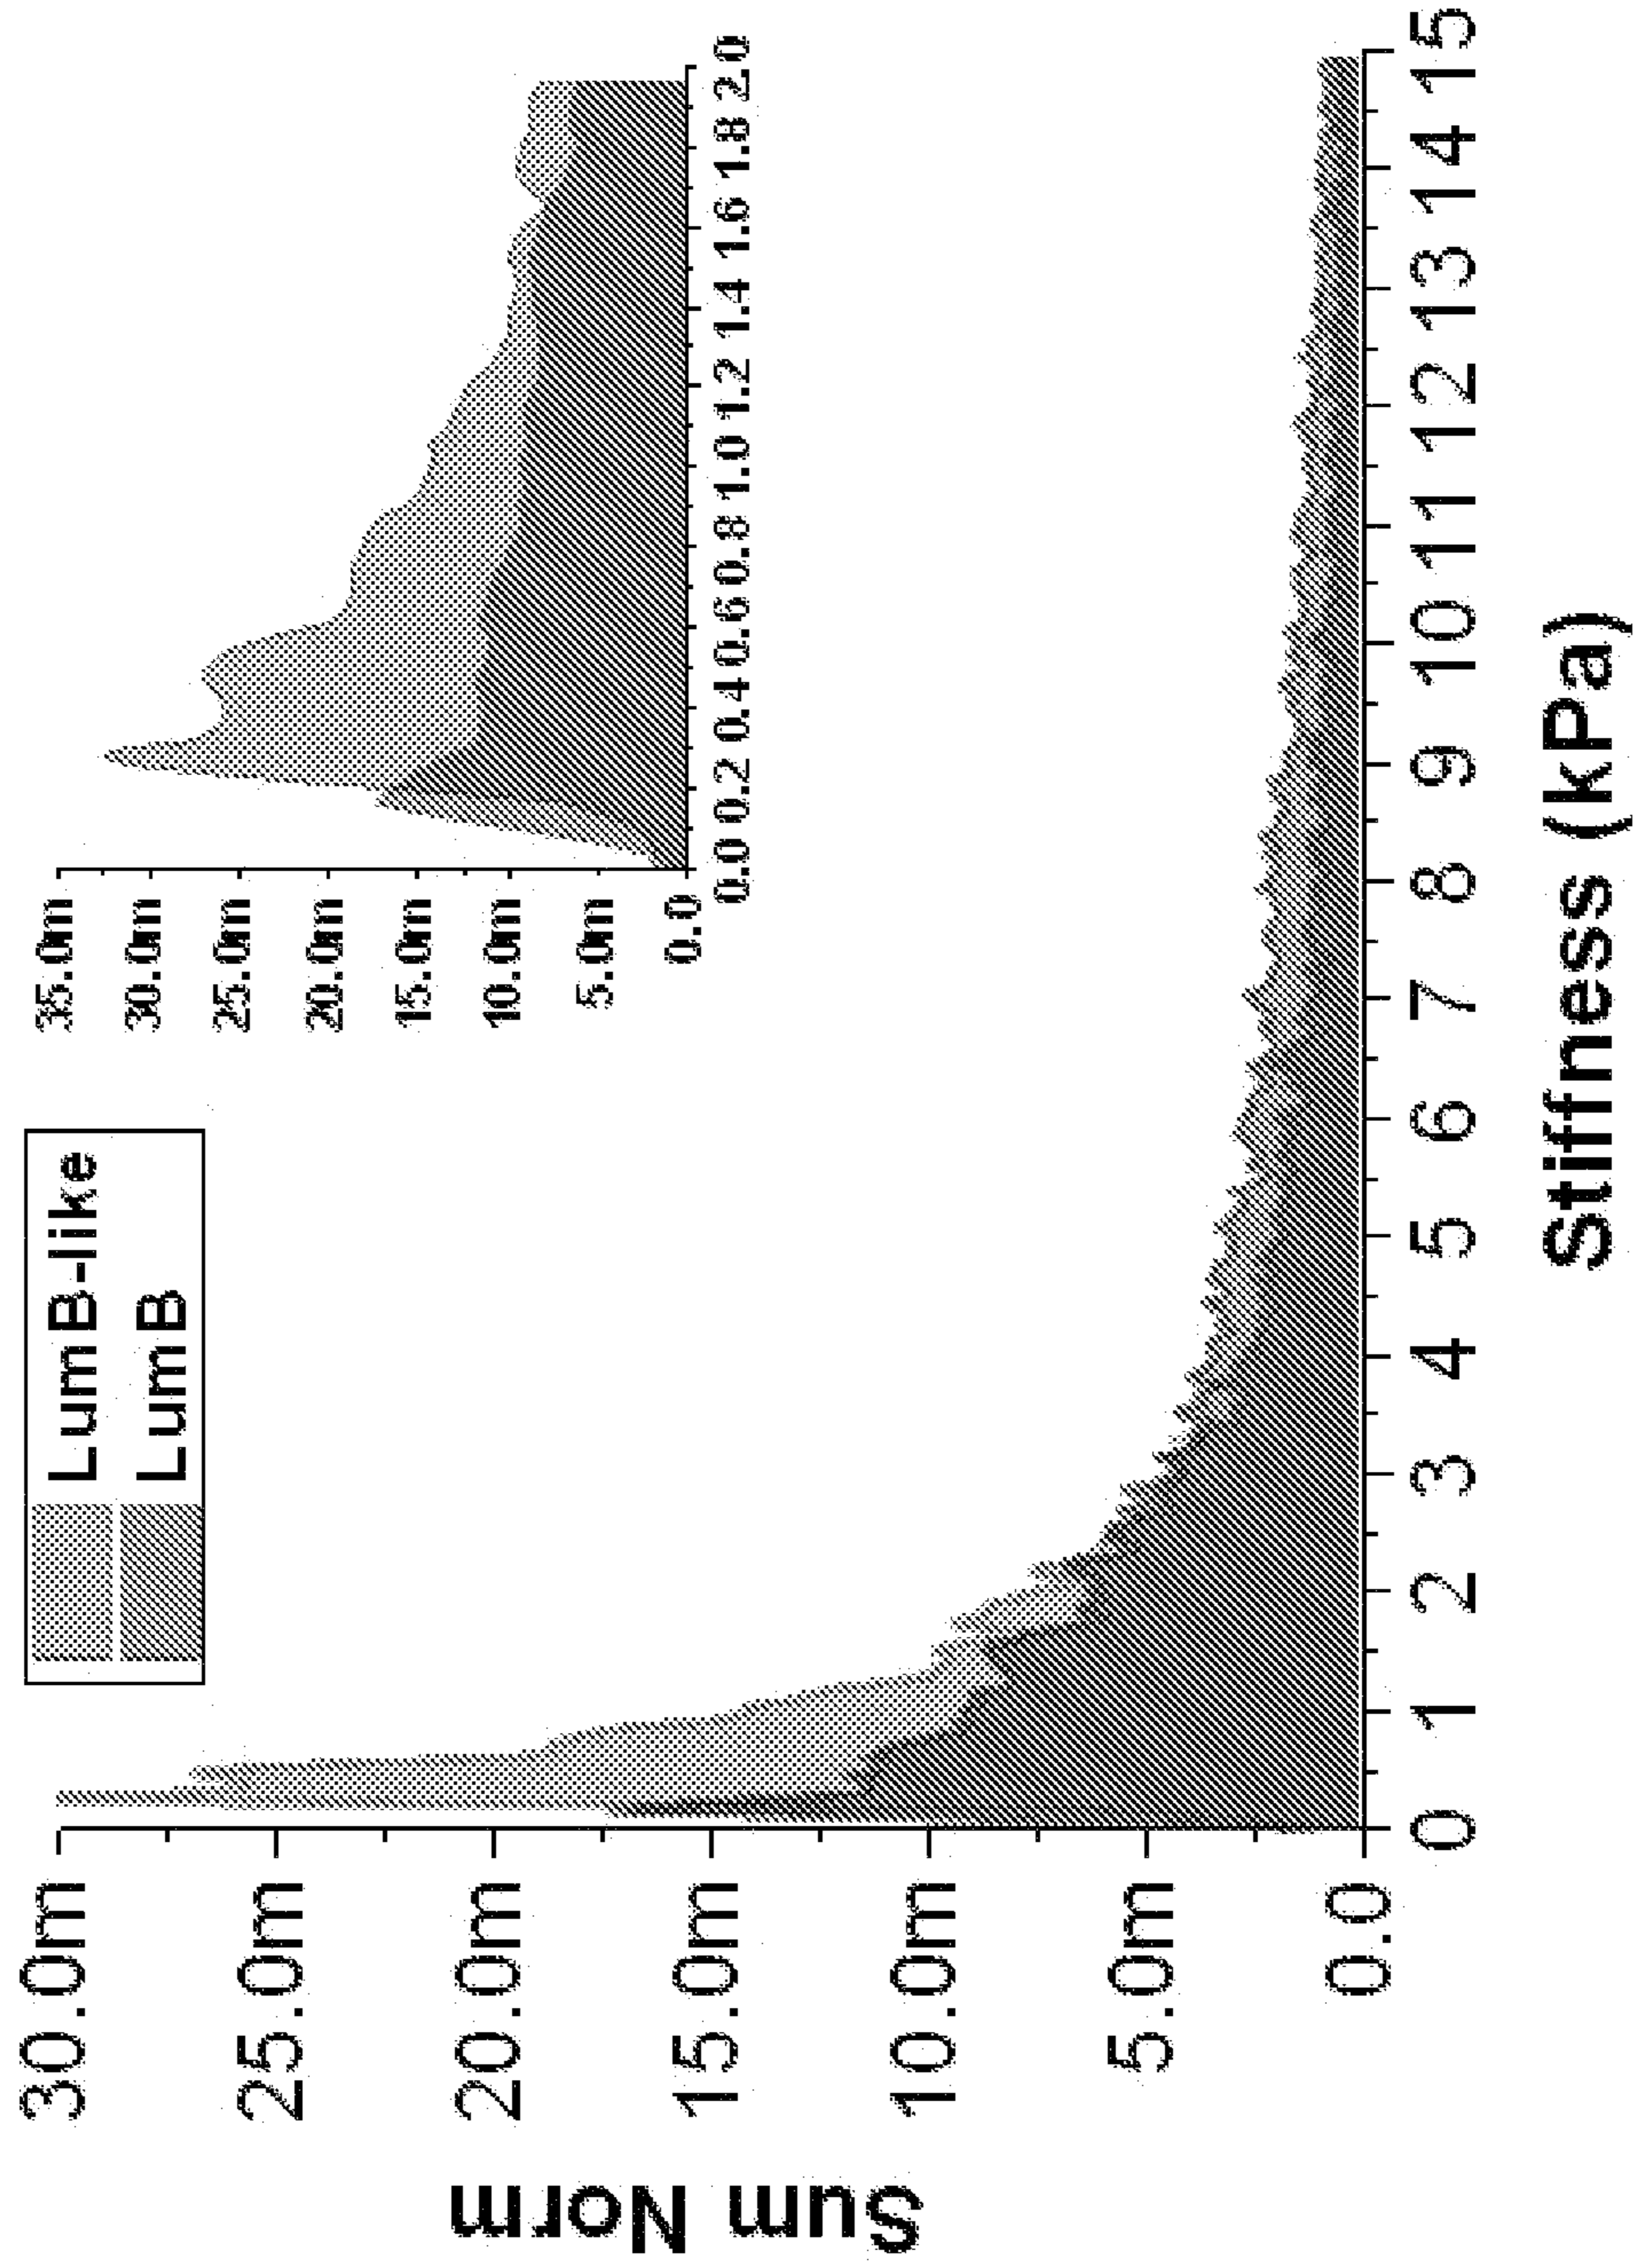 Lum B-like
Lum B
35.0m
30.0m
25.0m
20.0m
15.0m
10.0m
5.0m
0.0
0.0 0.2 0.4 0.6 0.8 1.0 1.2 1.4 1.6 1.8 2.0
30.0m
25.0m
20.0m
15.0m
10.0m
5.0m
0.0
Sum Norm
0 1 2 3 4 5 6 7 8 9 10 11 12 13 14 15
Stiffness (kPa)